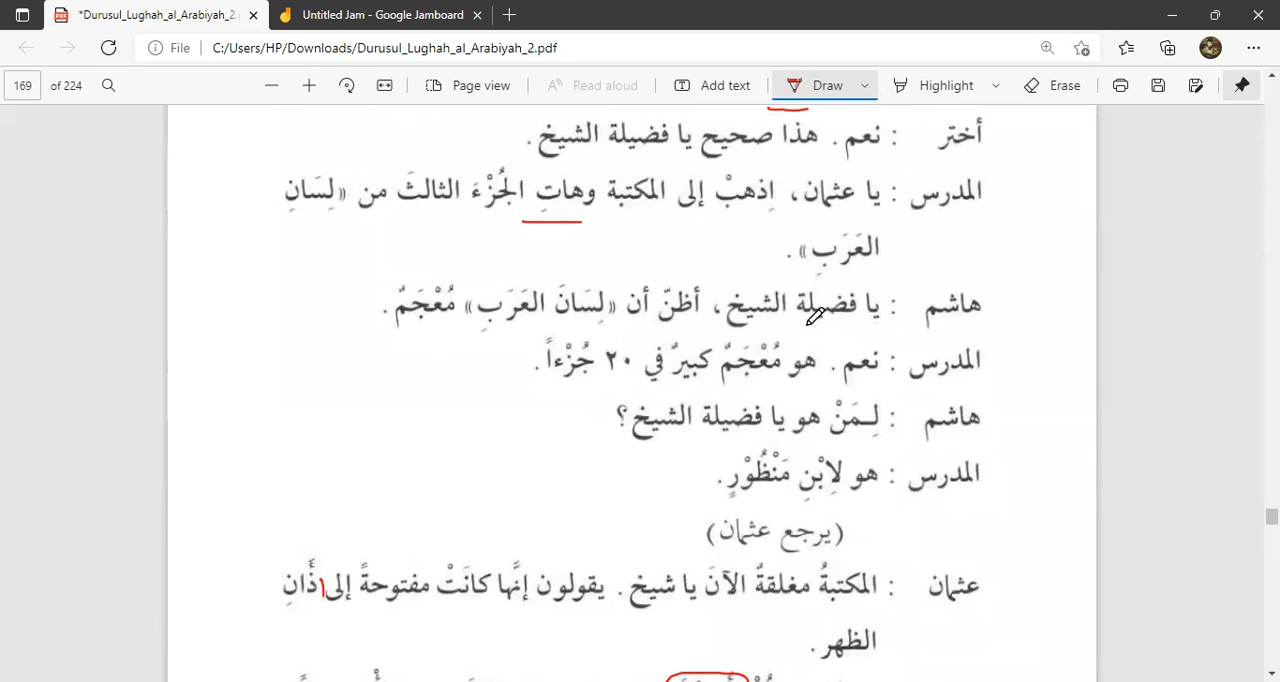 *Durusul_Lughah_al_Arabiyah_2.p
Untitled Jam - Google Jamboard
File
C:/Users/HP/Downloads/Durusul_Lughah_al_Arabiyah_2.pdf
169 of 224
Page view
Read aloud
Add text
Draw
Highlight
Erase
أختر : نعم . هذا صحيح يا فضيلة الشيخ .
المدرس : يا عثمان ، اِذهبْ إلى المكتبة وهاتِ الجُزْءَ الثالثَ من «لِسَانِ
العَرَبِ» .
هاشم : يا فضيلة الشيخ ، أظنّ أن «لِسَانَ العَرَبِ» مُعْجَمٌ .
المدرس : نعم . هو مُعْجَمٌ كبيرٌ في ٢٠ جُزْءاً .
هاشم : لِـمَنْ هو يا فضيلة الشيخ ؟
المدرس : هو لِابْنِ مَنْظُوْرٍ .
(يرجع عثمان)
عثمان : المكتبةُ مغلقةٌ الآنَ يا شيخ . يقولون إنَّها كانَتْ مفتوحةً إلى أَذَانِ
الظهر .